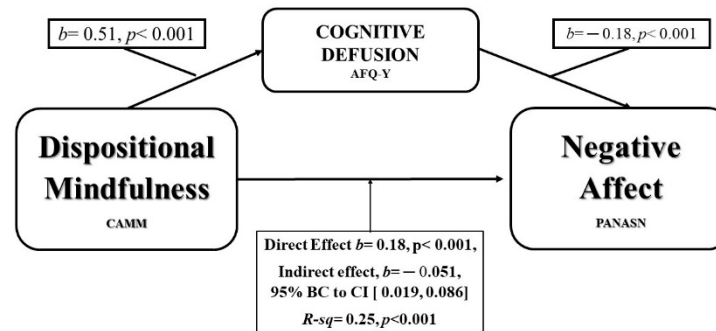 b= 0.51, p< 0.001
COGNITIVE
DEFUSION
AFQ-Y
b= − 0.18, p< 0.001
Dispositional
Mindfulness
CAMM
Negative
Affect
PANASN
Direct Effect b= 0.18, p< 0.001,
Indirect effect, b= − 0.051,
95% BC to CI [ 0.019, 0.086]
R-sq= 0.25, p<0.001